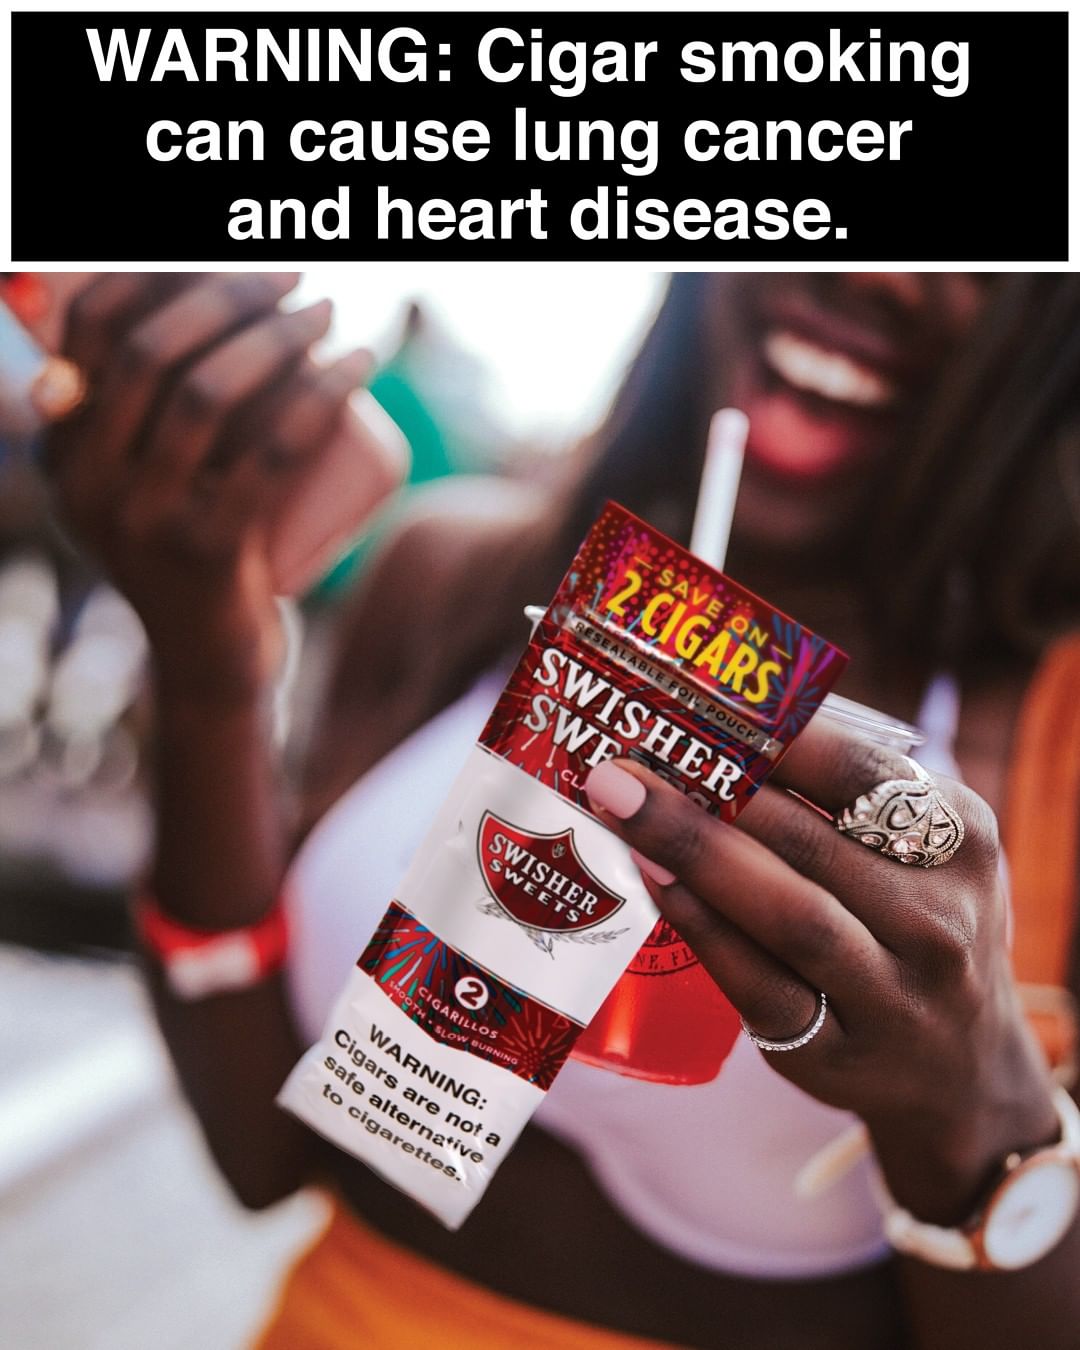 WARNING: Cigar smoking
can cause lung cancer
and heart disease.
SAVE ON
2 CIGARS
RESEALABLE FOIL POUCH
SWISHER
SWISHER
SWEETS
2
CIGARILLOS
SMOOTH • SLOW BURNING
WARNING:
Cigars are not a
safe alternative
to cigarettes.